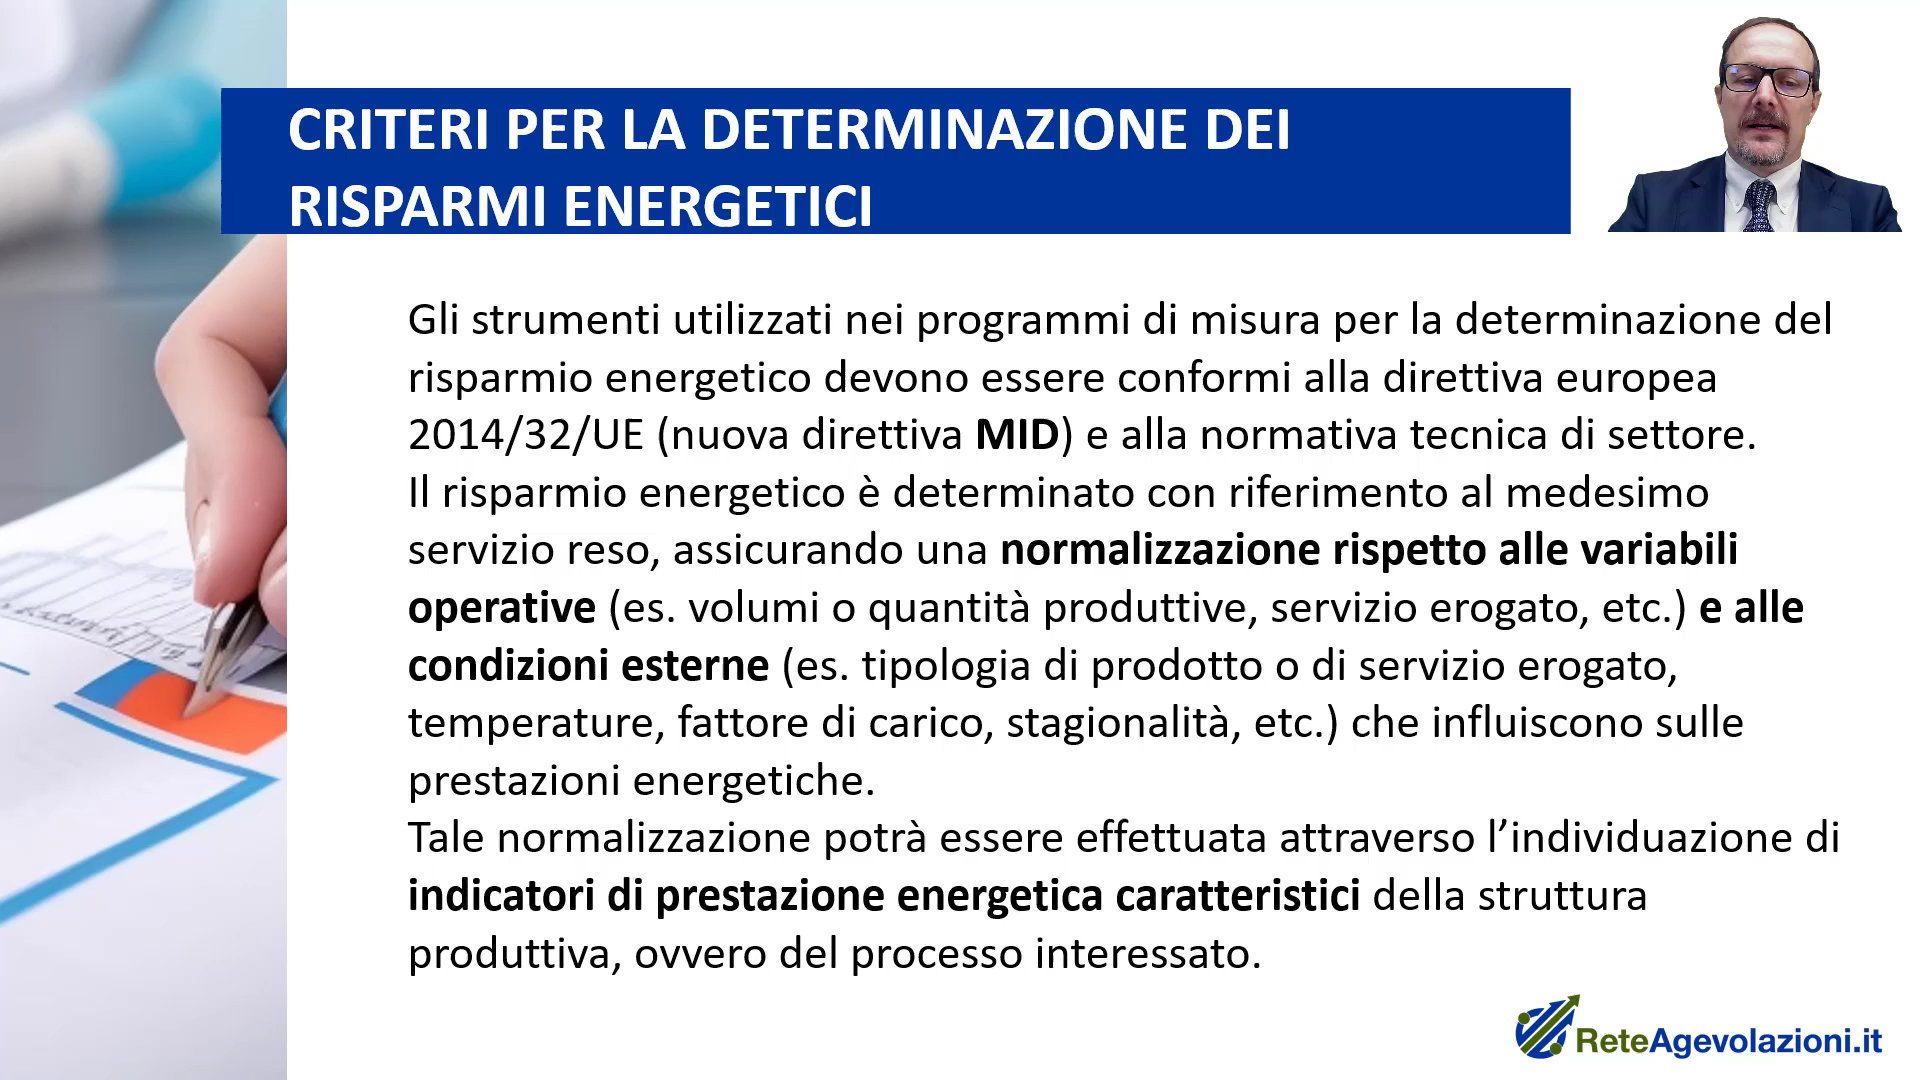 CRITERI PER LA DETERMINAZIONE DEI
RISPARMI ENERGETICI
Gli strumenti utilizzati nei programmi di misura per la determinazione del
risparmio energetico devono essere conformi alla direttiva europea
2014/32/UE (nuova direttiva MID) e alla normativa tecnica di settore.
Il risparmio energetico è determinato con riferimento al medesimo
servizio reso, assicurando una normalizzazione rispetto alle variabili
operative (es. volumi o quantità produttive, servizio erogato, etc.) e alle
condizioni esterne (es. tipologia di prodotto o di servizio erogato,
temperature, fattore di carico, stagionalità, etc.) che influiscono sulle
prestazioni energetiche.
Tale normalizzazione potrà essere effettuata attraverso l’individuazione di
indicatori di prestazione energetica caratteristici della struttura
produttiva, ovvero del processo interessato.
ReteAgevolazioni.it